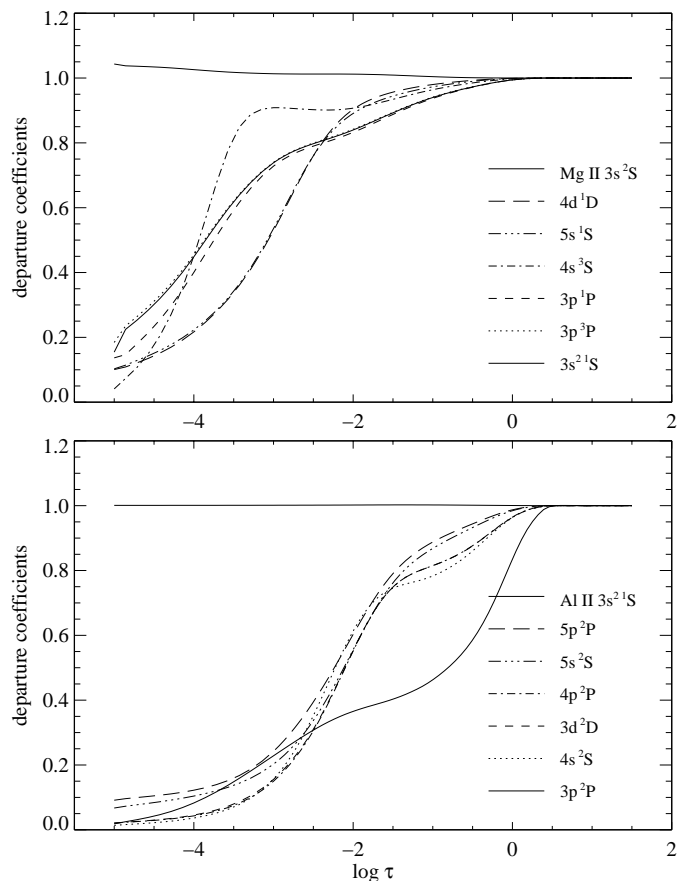 1.2
1.0
0.8
0.6
0.4
0.2
0.0
departure coefficients
Mg II 3s ²S
4d ¹D
5s ¹S
4s ³S
3p ¹P
3p ³P
3s² ¹S
−4 −2 0 2
1.2
1.0
0.8
0.6
0.4
0.2
0.0
departure coefficients
Al II 3s² ¹S
5p ²P
5s ²S
4p ²P
3d ²D
4s ²S
3p ²P
−4 −2 0 2
log τ